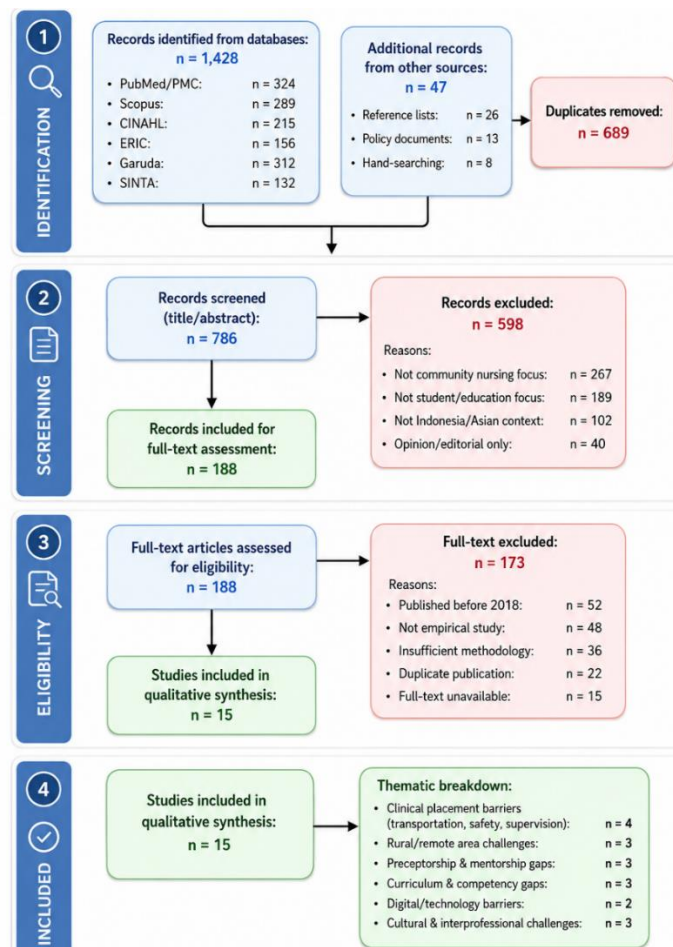 1
IDENTIFICATION
Records identified from databases:
n = 1,428
• PubMed/PMC: n = 324
• Scopus: n = 289
• CINAHL: n = 215
• ERIC: n = 156
• Garuda: n = 312
• SINTA: n = 132
Additional records
from other sources:
n = 47
• Reference lists: n = 26
• Policy documents: n = 13
• Hand-searching: n = 8
Duplicates removed:
n = 689
2
SCREENING
Records screened
(title/abstract):
n = 786
Records included for
full-text assessment:
n = 188
Records excluded:
n = 598
Reasons:
• Not community nursing focus: n = 267
• Not student/education focus: n = 189
• Not Indonesia/Asian context: n = 102
• Opinion/editorial only: n = 40
3
ELIGIBILITY
Full-text articles assessed
for eligibility:
n = 188
Studies included in
qualitative synthesis:
n = 15
Full-text excluded:
n = 173
Reasons:
• Published before 2018: n = 52
• Not empirical study: n = 48
• Insufficient methodology: n = 36
• Duplicate publication: n = 22
• Full-text unavailable: n = 15
4
INCLUDED
Studies included in
qualitative synthesis:
n = 15
Thematic breakdown:
• Clinical placement barriers
(transportation, safety, supervision): n = 4
• Rural/remote area challenges: n = 3
• Preceptorship & mentorship gaps: n = 3
• Curriculum & competency gaps: n = 3
• Digital/technology barriers: n = 2
• Cultural & interprofessional challenges: n = 3